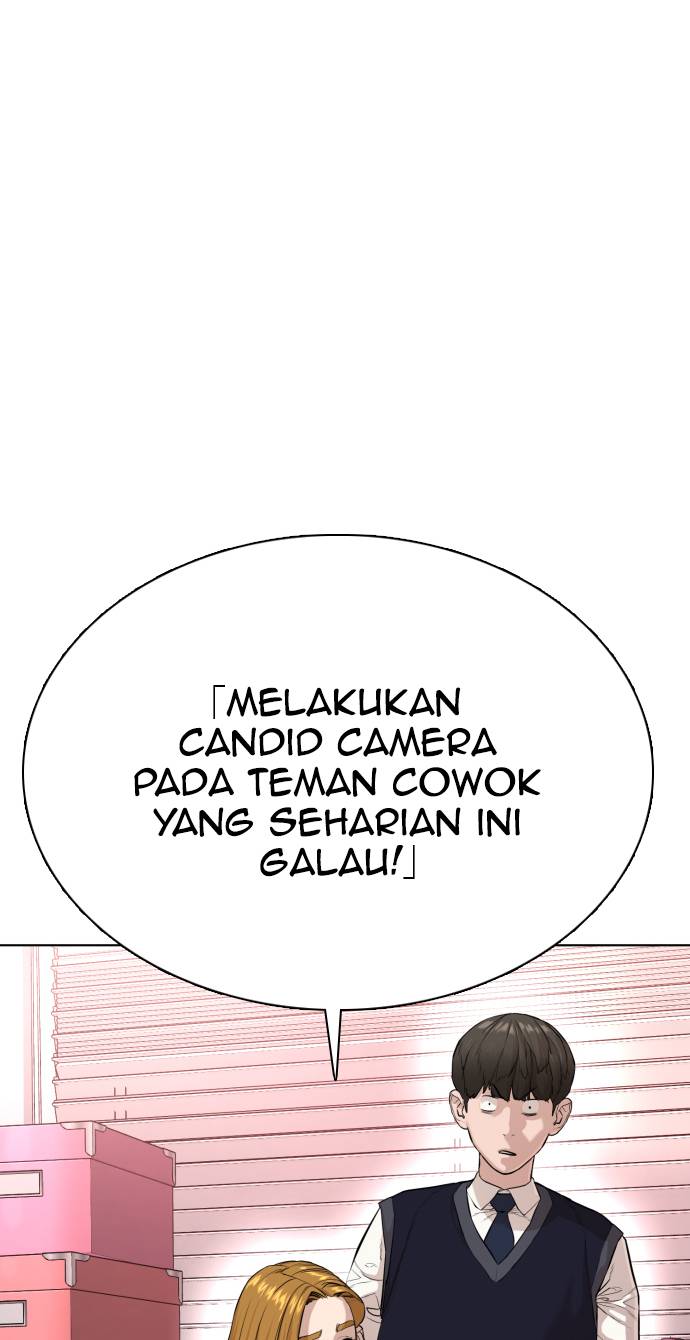 「MELAKUKAN
CANDID CAMERA
PADA TEMAN COWOK
YANG SEHARIAN INI
GALAU!」